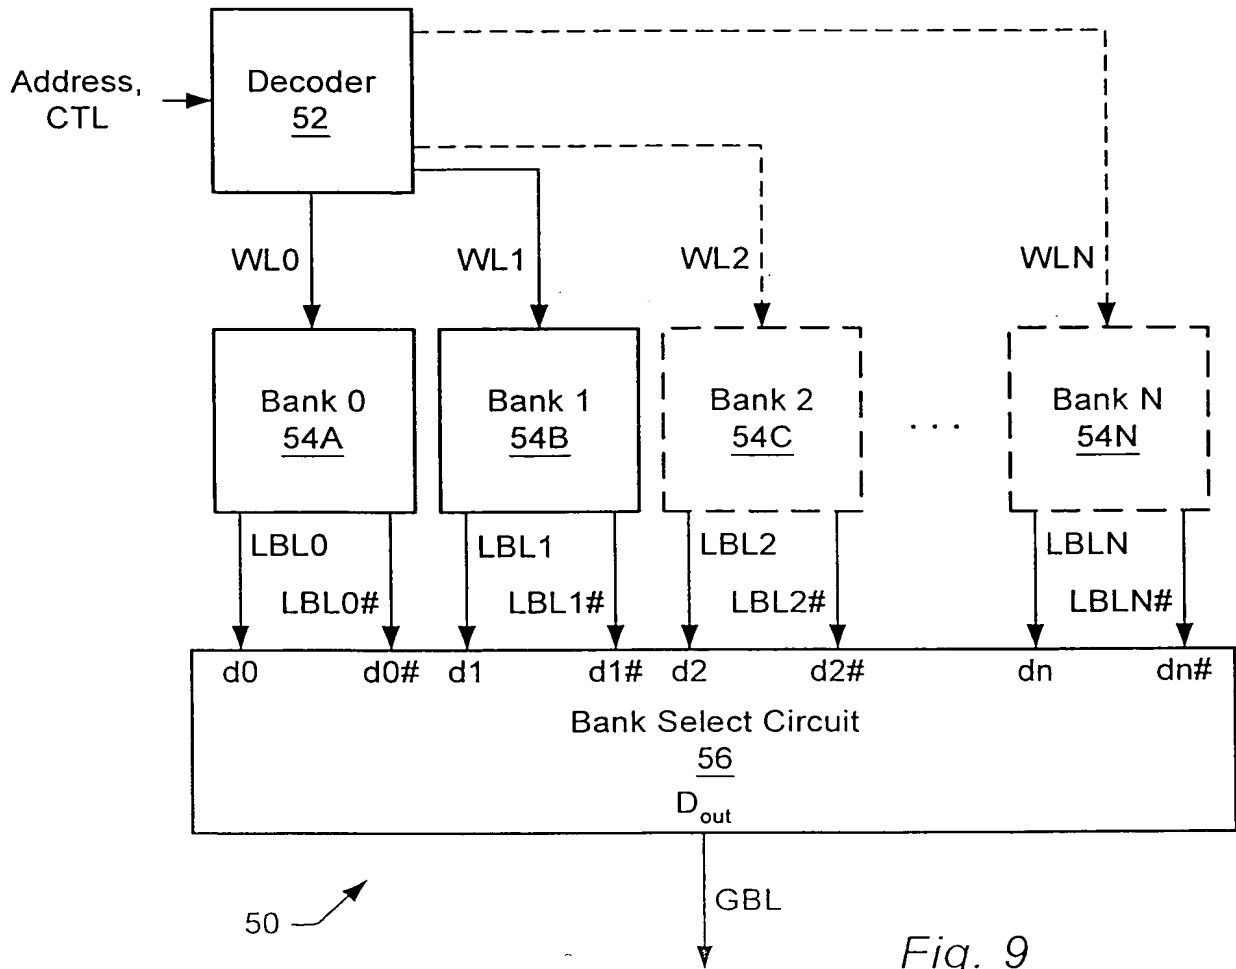 Address,
CTL
Decoder
52
WL0
WL1
WL2
WLN
Bank 0
54A
Bank 1
54B
Bank 2
54C
. . .
Bank N
54N
LBL0
LBL0#
LBL1
LBL1#
LBL2
LBL2#
LBLN
LBLN#
d0 d0# d1 d1# d2 d2# dn dn#
Bank Select Circuit
56
Dout
GBL
50
Fig. 9